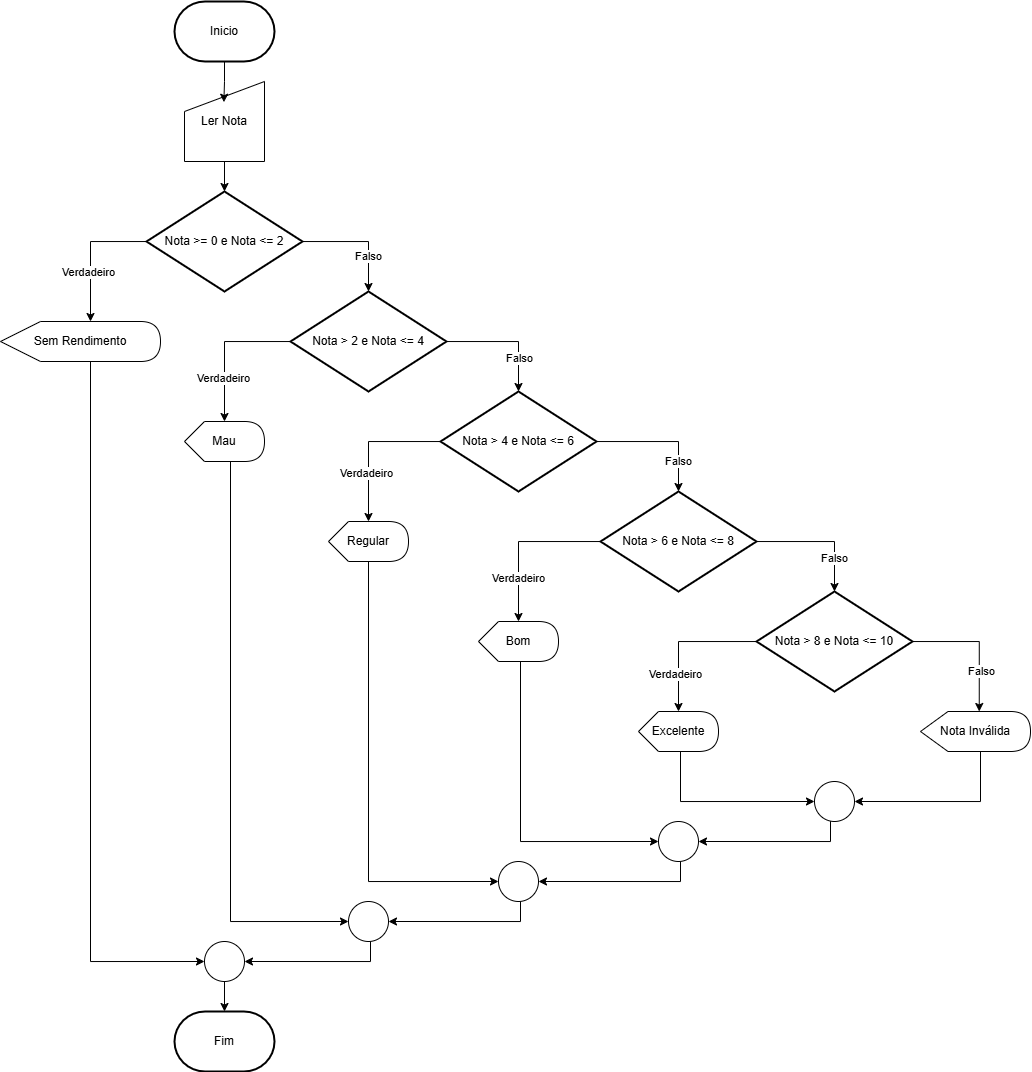 Inicio
Ler Nota
Nota >= 0 e Nota <= 2
Verdadeiro
Falso
Sem Rendimento
Nota > 2 e Nota <= 4
Verdadeiro
Falso
Mau
Nota > 4 e Nota <= 6
Verdadeiro
Falso
Regular
Nota > 6 e Nota <= 8
Verdadeiro
Falso
Bom
Nota > 8 e Nota <= 10
Verdadeiro
Falso
Excelente
Nota Inválida
Fim